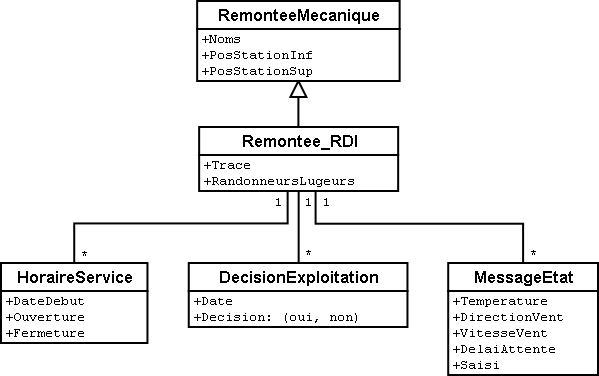 RemonteeMecanique
+Noms
+PosStationInf
+PosStationSup
Remontee_RDI
+Trace
+RandonneursLugeurs
1 1 1
* * *
HoraireService
+DateDebut
+Ouverture
+Fermeture
DecisionExploitation
+Date
+Decision: (oui, non)
MessageEtat
+Temperature
+DirectionVent
+VitesseVent
+DelaiAttente
+Saisi